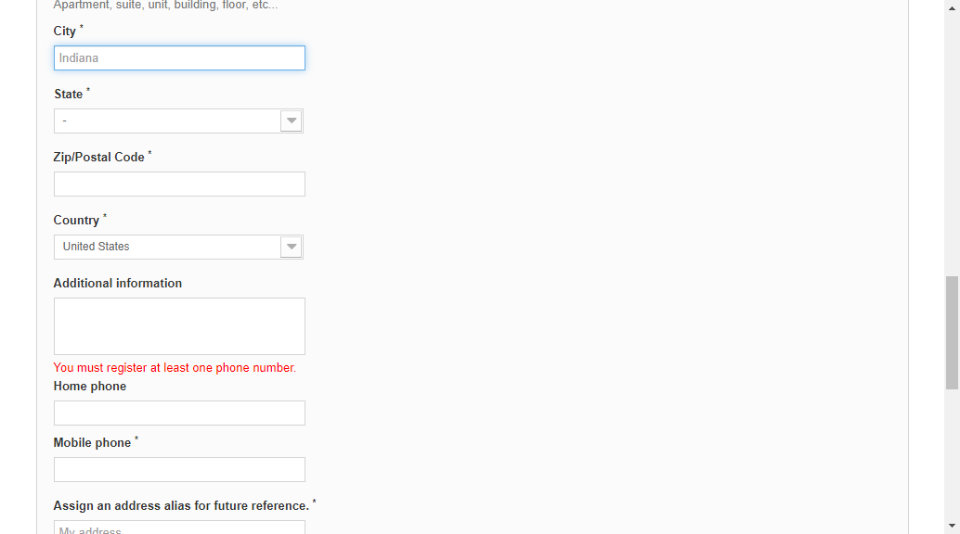 Apartment, suite, unit, building, floor, etc...
City *
Indiana
State *
-
Zip/Postal Code *
Country *
United States
Additional information
You must register at least one phone number.
Home phone
Mobile phone *
Assign an address alias for future reference. *
My address